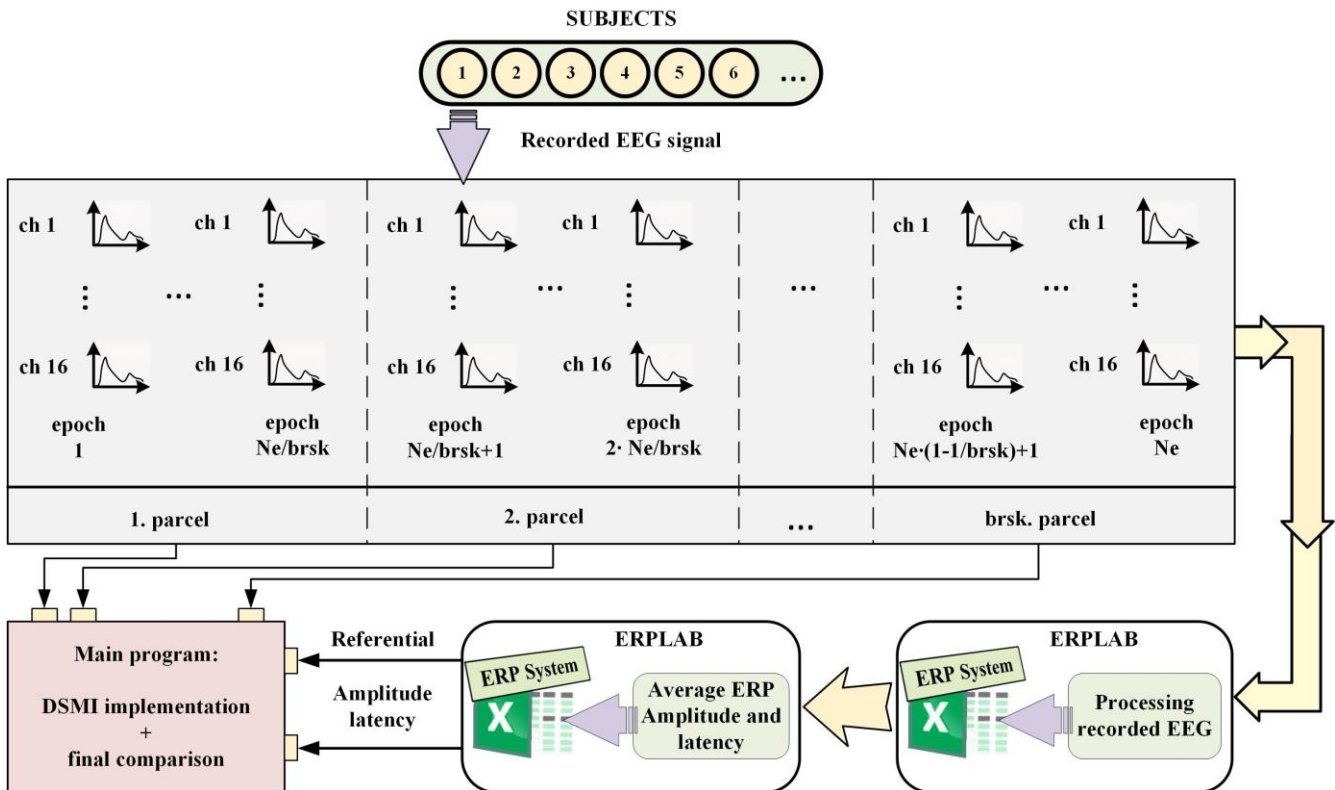 SUBJECTS
1 2 3 4 5 6 ...
Recorded EEG signal
ch 1 ch 1 ch 1 ch 1 ch 1 ch 1
... ... ... ...
ch 16 ch 16 ch 16 ch 16 ch 16 ch 16
epoch epoch epoch epoch epoch epoch
1 Ne/brsk Ne/brsk+1 2· Ne/brsk Ne·(1-1/brsk)+1 Ne
1. parcel 2. parcel ... brsk. parcel
Main program:
DSMI implementation
+
final comparison
Referential
Amplitude
latency
ERPLAB
ERP System
X
Average ERP
Amplitude and
latency
ERPLAB
ERP System
X
Processing
recorded EEG